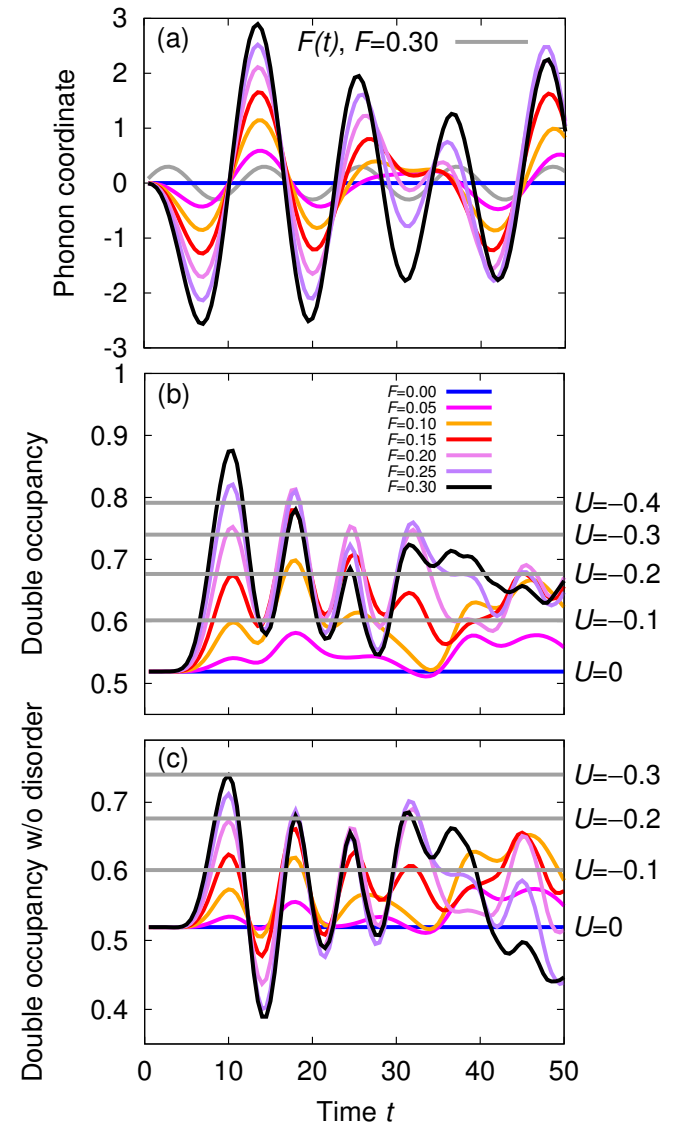 (a)
F(t), F=0.30
Phonon coordinate
3
2
1
0
-1
-2
-3
(b)
Double occupancy
1
0.9
0.8
0.7
0.6
0.5
F=0.00
F=0.05
F=0.10
F=0.15
F=0.20
F=0.25
F=0.30
U=−0.4
U=−0.3
U=−0.2
U=−0.1
U=0
(c)
Double occupancy w/o disorder
0.7
0.6
0.5
0.4
U=−0.3
U=−0.2
U=−0.1
U=0
0 10 20 30 40 50
Time t